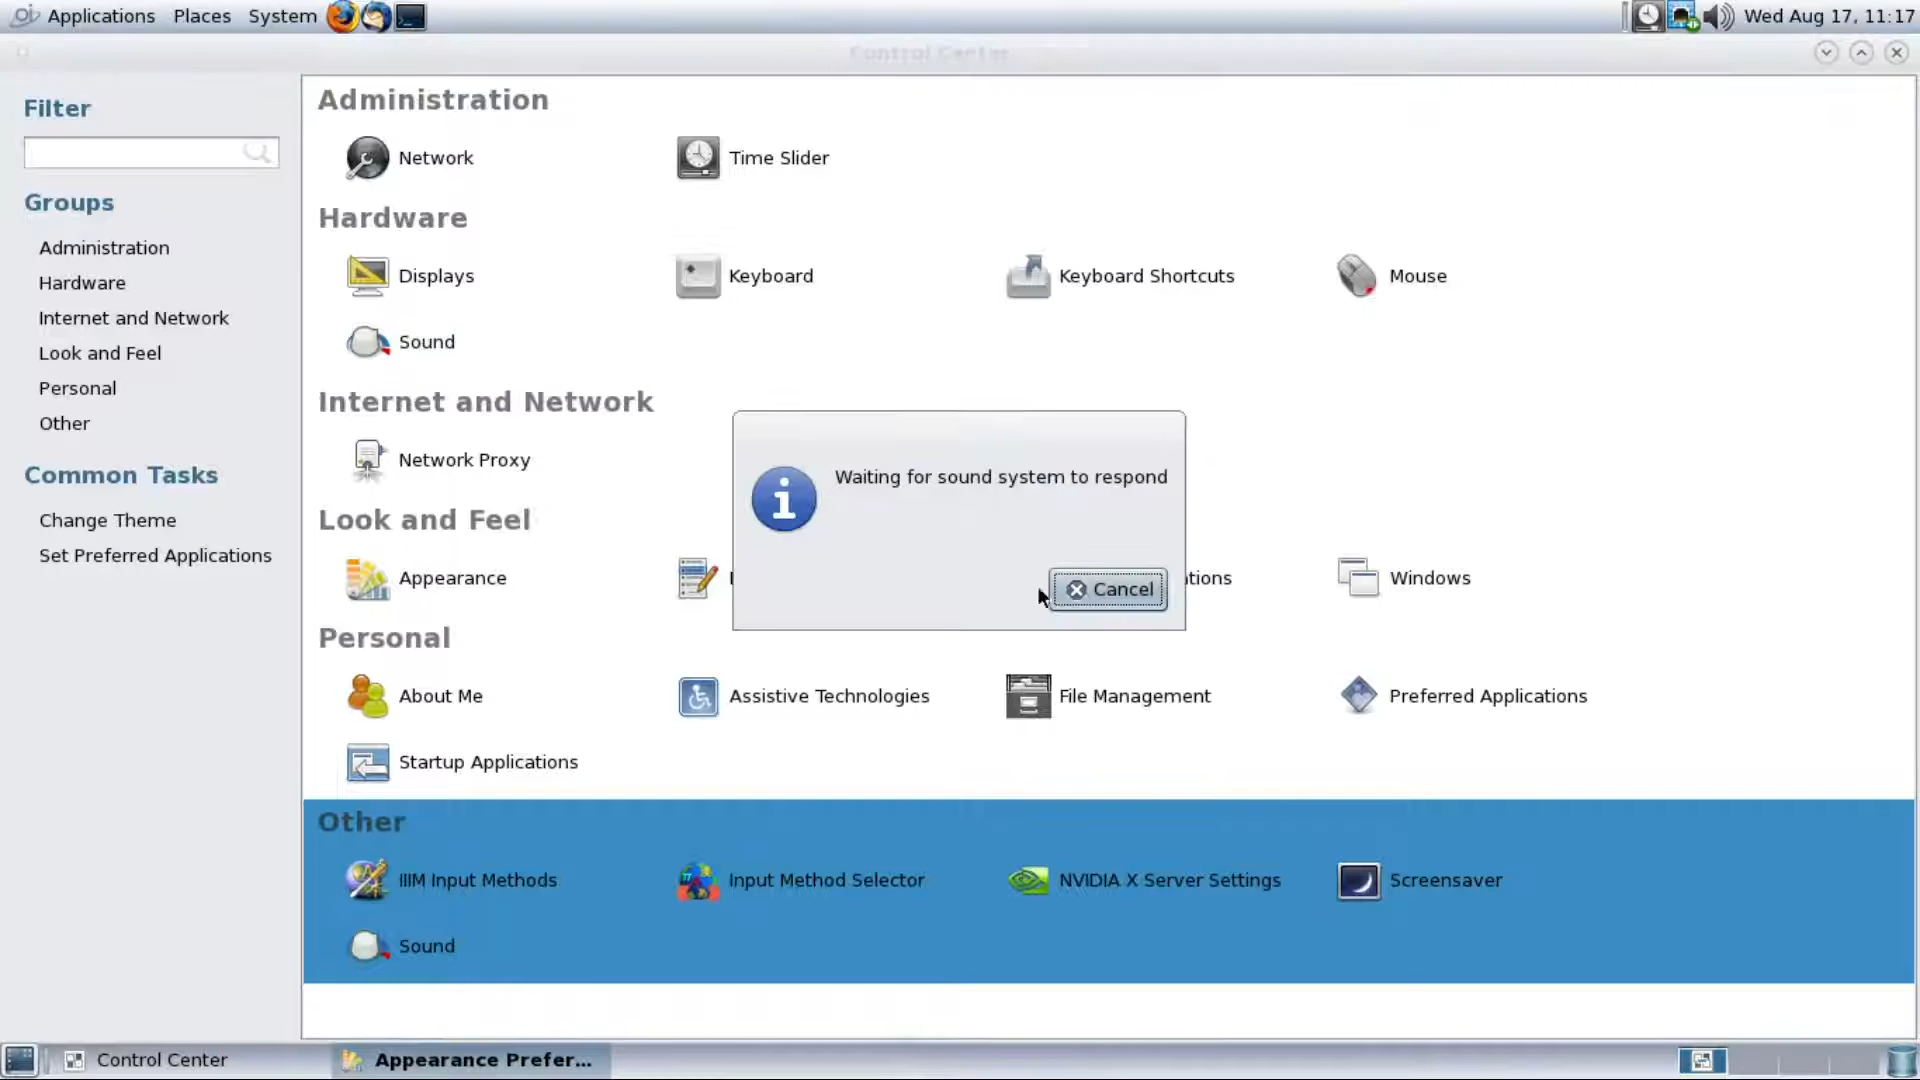 Applications Places System Wed Aug 17, 11:17
Control Center
Filter
Groups
Administration
Hardware
Internet and Network
Look and Feel
Personal
Other
Common Tasks
Change Theme
Set Preferred Applications
Administration
Network Time Slider
Hardware
Displays Keyboard Keyboard Shortcuts Mouse
Sound
Internet and Network
Network Proxy
Look and Feel
Appearance Windows
Personal
About Me Assistive Technologies File Management Preferred Applications
Startup Applications
Other
IIIM Input Methods Input Method Selector NVIDIA X Server Settings Screensaver
Sound
Waiting for sound system to respond
Cancel
Control Center Appearance Prefer...